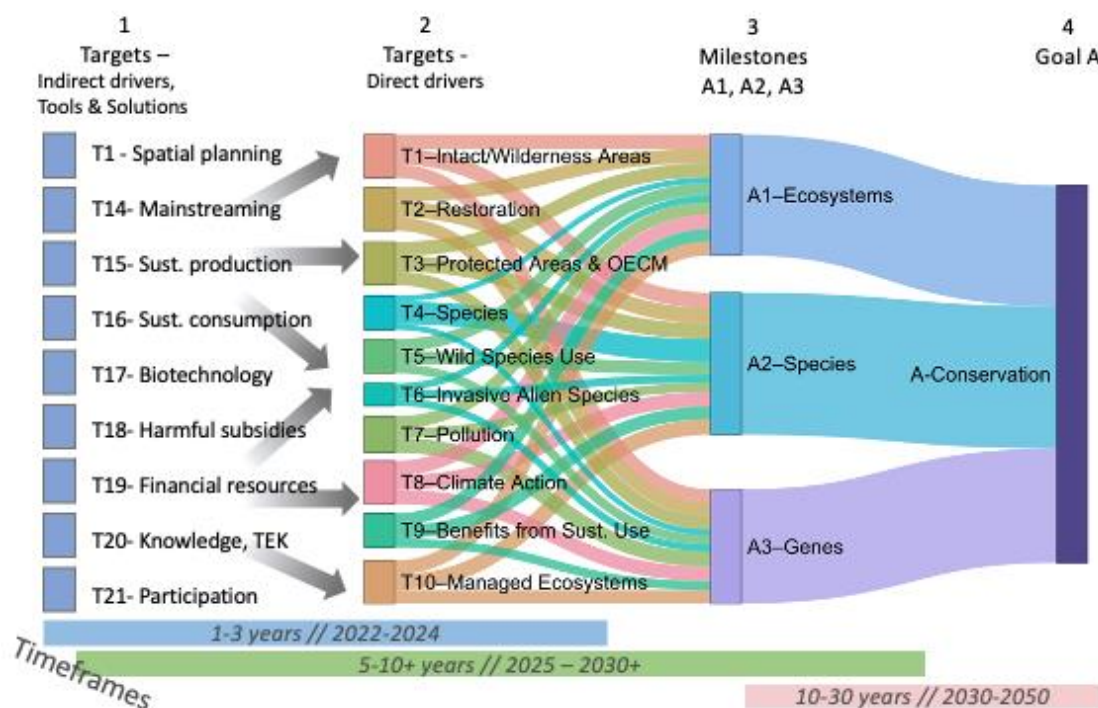 1
Targets –
Indirect drivers,
Tools & Solutions
2
Targets -
Direct drivers
3
Milestones
A1, A2, A3
4
Goal A
T1 - Spatial planning
T14- Mainstreaming
T15- Sust. production
T16- Sust. consumption
T17- Biotechnology
T18- Harmful subsidies
T19- Financial resources
T20- Knowledge, TEK
T21- Participation
T1–Intact/Wilderness Areas
T2–Restoration
T3–Protected Areas & OECM
T4–Species
T5–Wild Species Use
T6–Invasive Alien Species
T7–Pollution
T8–Climate Action
T9–Benefits from Sust. Use
T10–Managed Ecosystems
A1–Ecosystems
A2–Species
A3–Genes
A-Conservation
Timeframes
1-3 years // 2022-2024
5-10+ years // 2025 – 2030+
10-30 years // 2030-2050